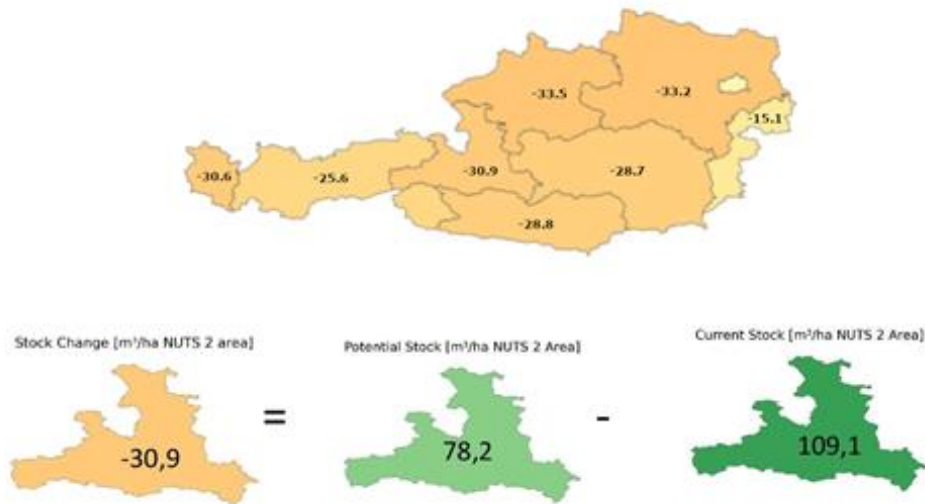 -33.5
-33.2
-15.1
-30.6
-25.6
-30.9
-28.7
-28.8
Stock Change [m³/ha NUTS 2 area]
Potential Stock [m³/ha NUTS 2 Area]
Current Stock [m³/ha NUTS 2 Area]
-30,9 = 78,2 - 109,1